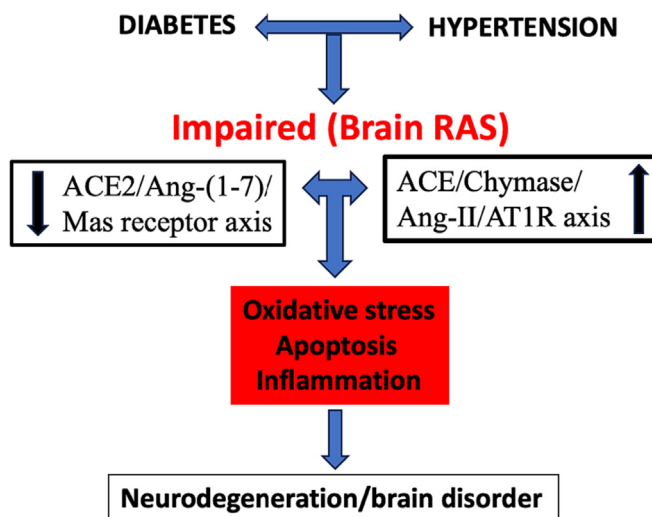 DIABETES
HYPERTENSION
Impaired (Brain RAS)
ACE2/Ang-(1-7)/
Mas receptor axis
ACE/Chymase/
Ang-II/AT1R axis
Oxidative stress
Apoptosis
Inflammation
Neurodegeneration/brain disorder